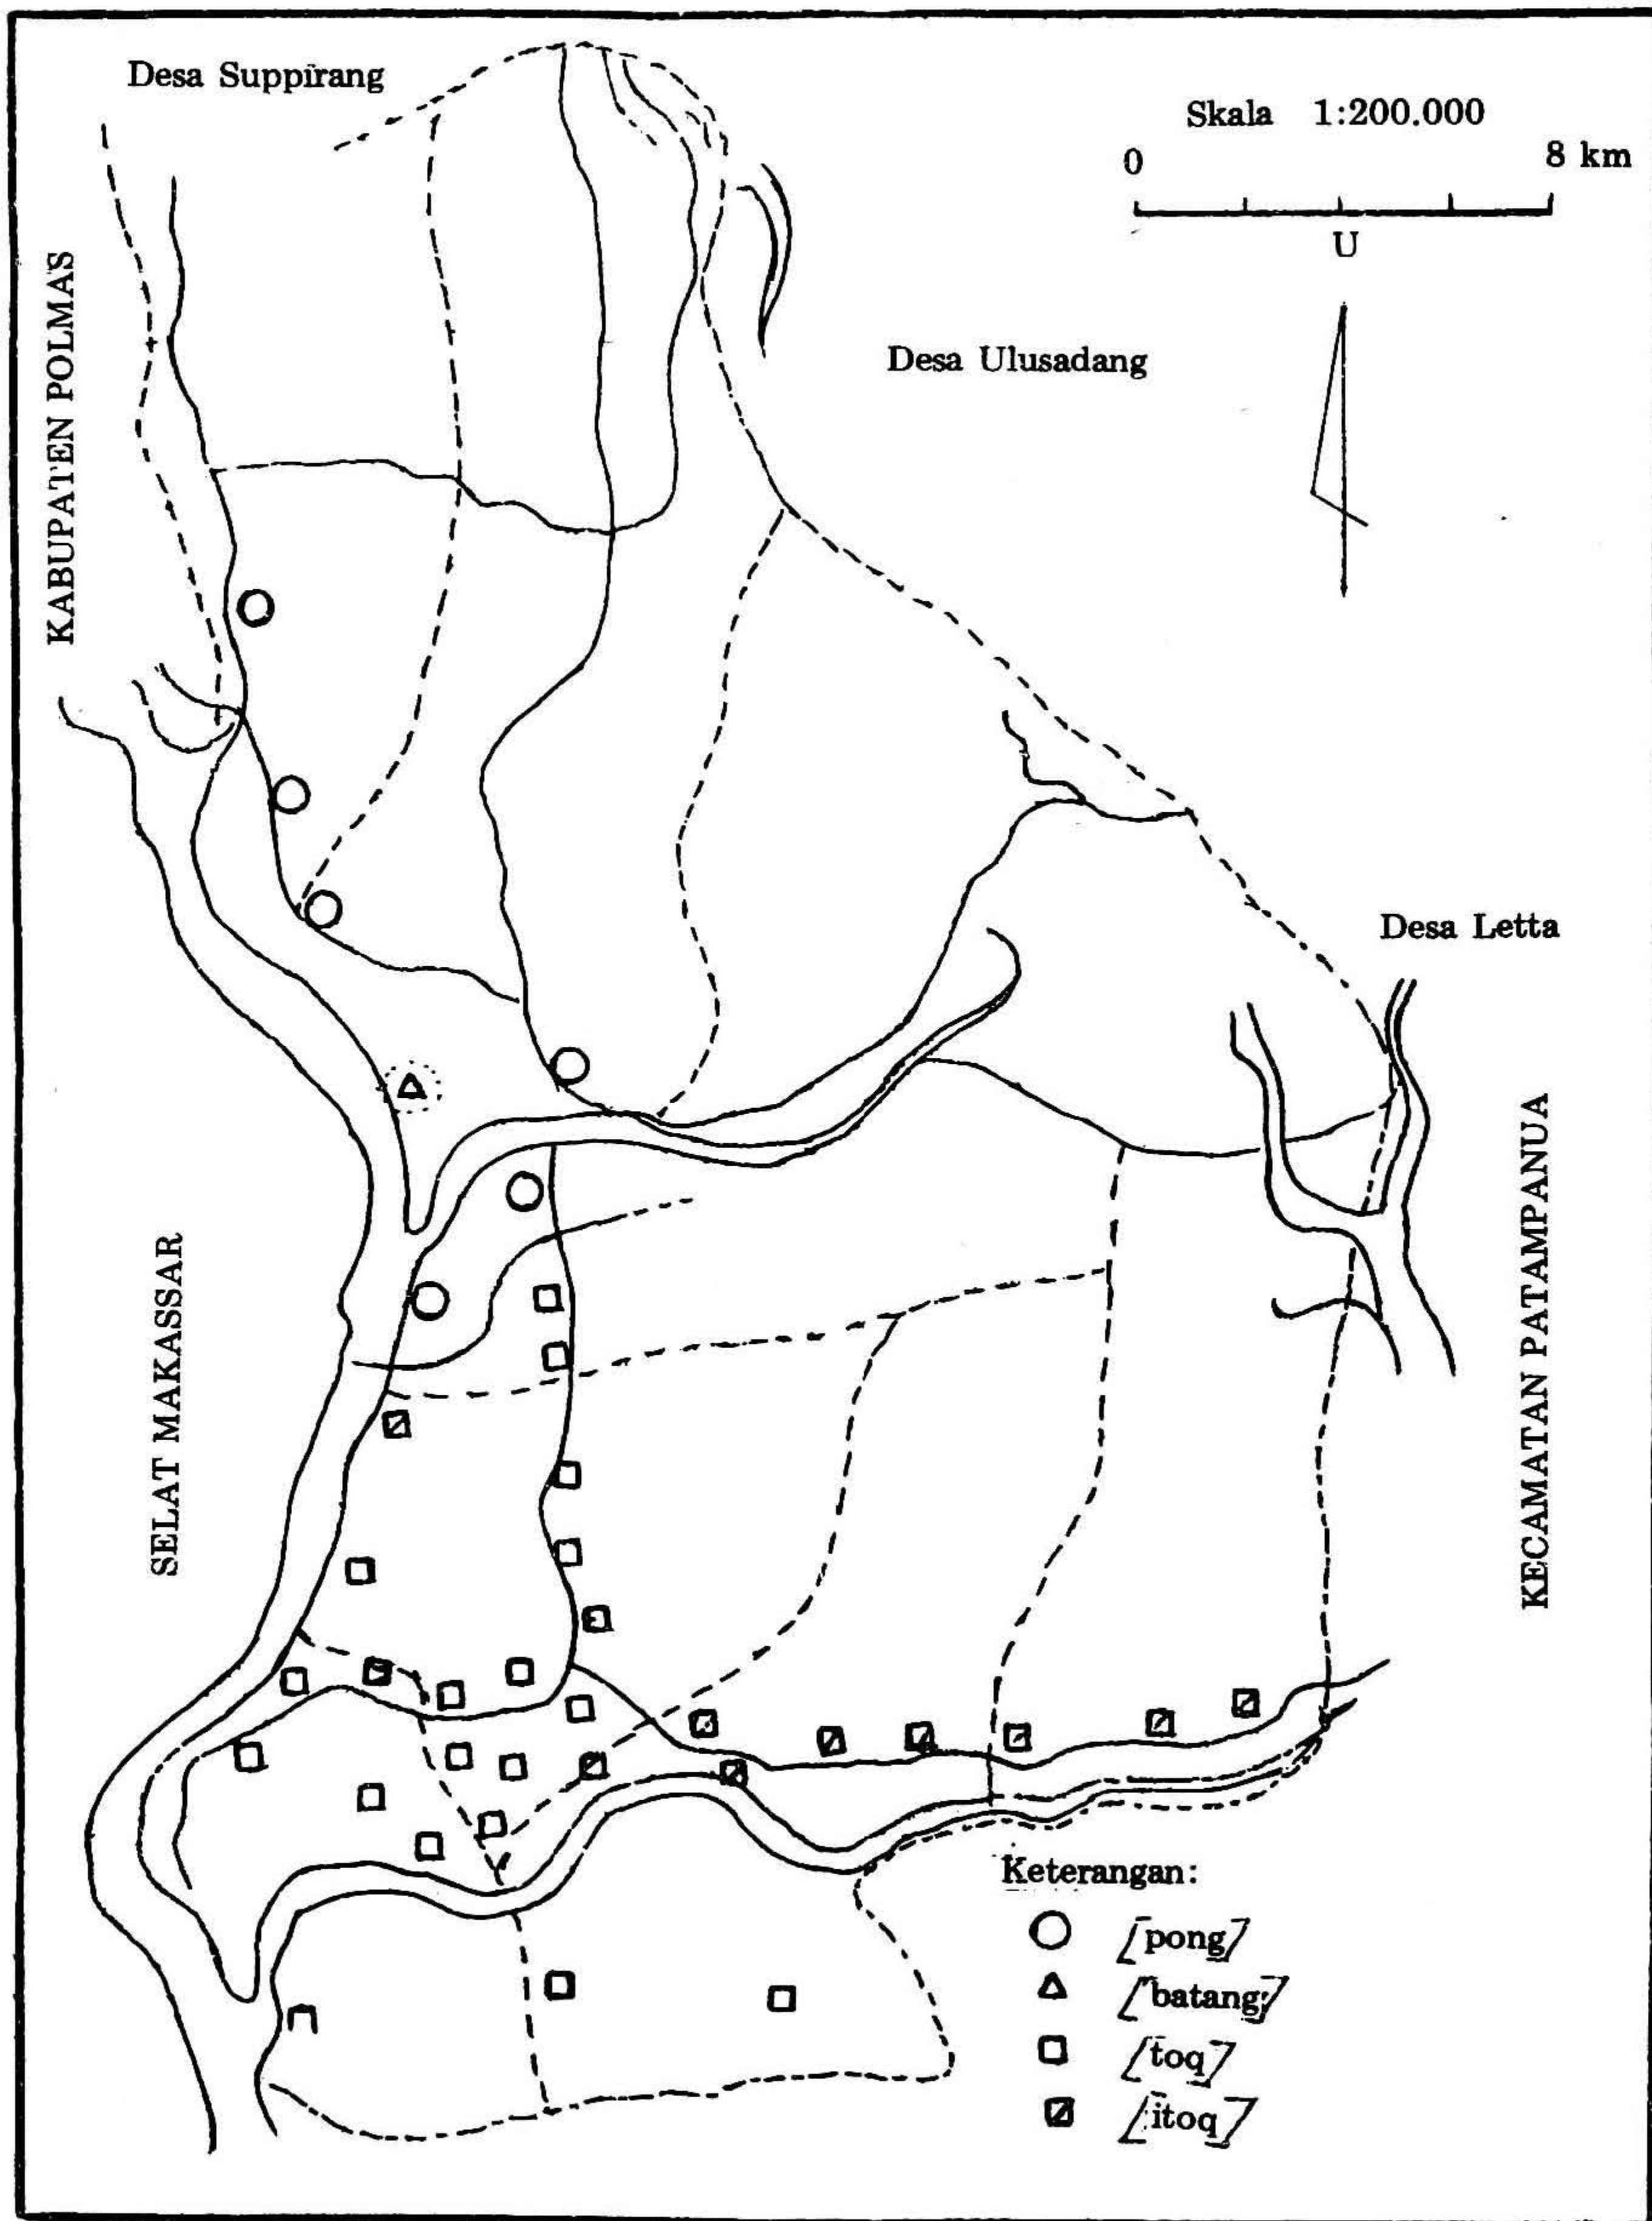 Desa Suppirang
Skala 1:200.000
0 8 km
U
KABUPATEN POLMAS
Desa Ulusadang
Desa Letta
SELAT MAKASSAR
KECAMATAN PATAMPANUA
Keterangan:
[pong]
[batang]
[toq]
[itoq]